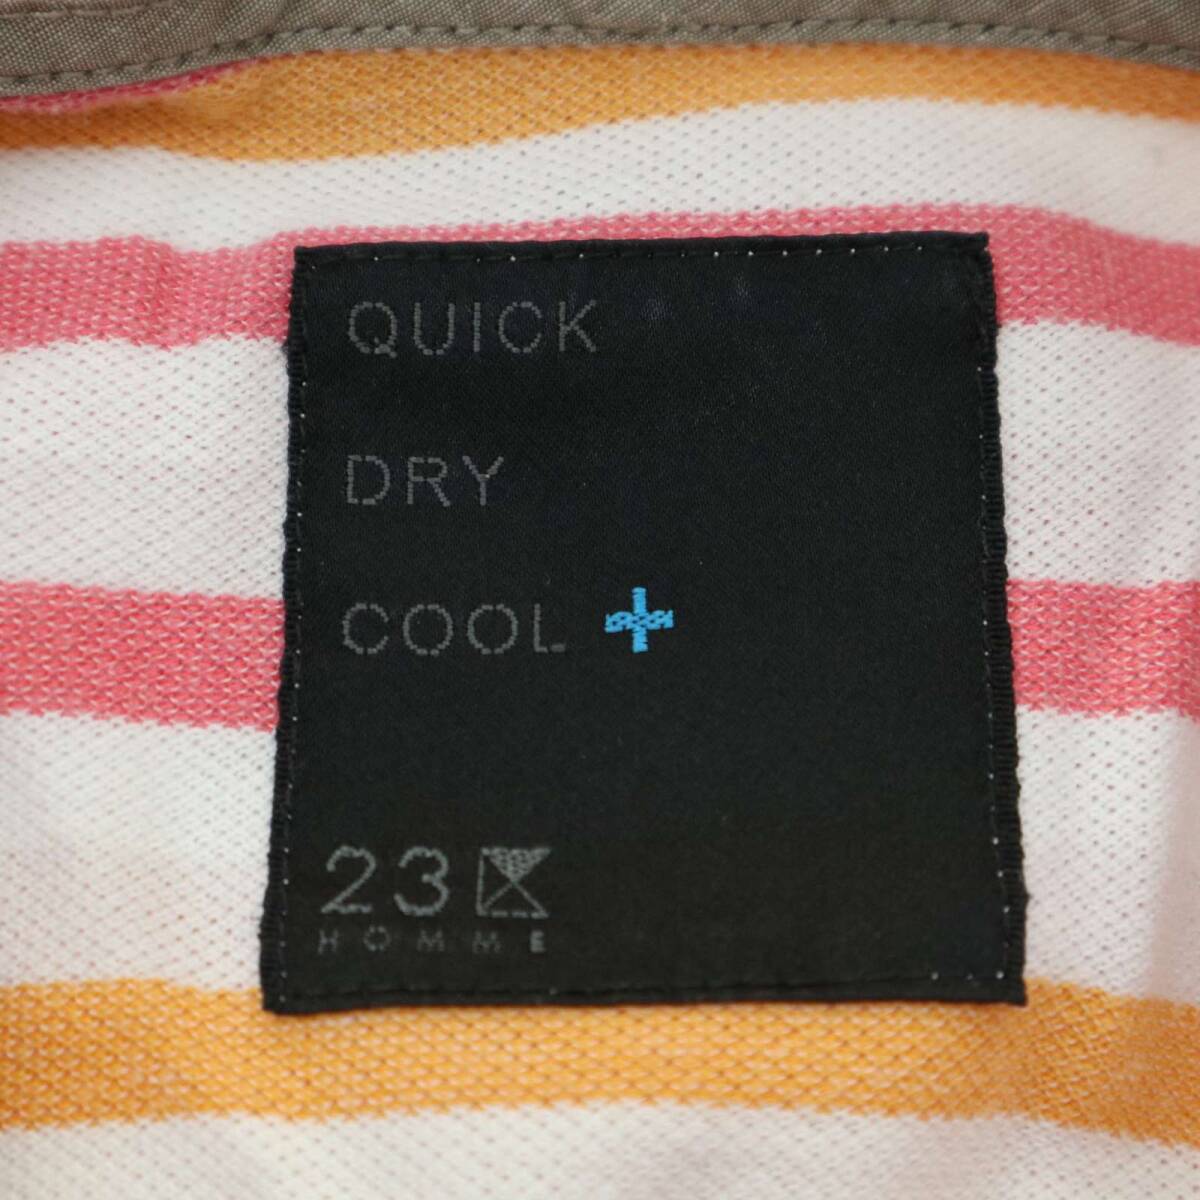 QUICK
DRY
COOL +
23
HOMME